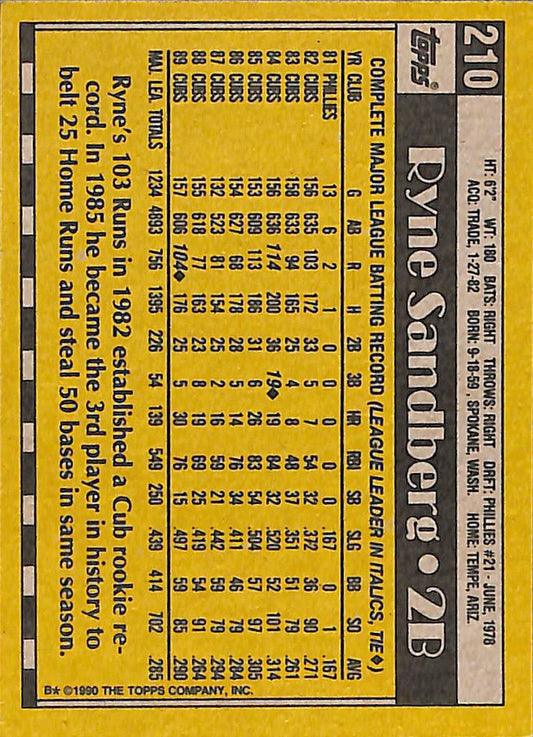 210
topps®
HT: 6'2" WT: 180 BATS: RIGHT THROWS: RIGHT DRFT: PHILLIES #21 - JUNE, 1978
ACQ: TRADE, 1-27-82 BORN: 9-18-59, SPOKANE, WASH. HOME: TEMPE, ARIZ.
Ryne Sandberg • 2B
COMPLETE MAJOR LEAGUE BATTING RECORD (LEAGUE LEADER IN ITALICS, TIE♦)
YR CLUB G AB R H 2B 3B HR RBI SB SLG BB SO AVG
81 PHILLIES 13 6 2 1 0 0 0 0 0 .167 0 1 .167
82 CUBS 156 635 103 172 33 5 7 54 32 .372 36 90 .271
83 CUBS 158 633 94 165 25 4 8 48 37 .351 51 79 .261
84 CUBS 156 636 114 200 36 19♦ 19 84 32 .520 52 101 .314
85 CUBS 153 609 113 186 31 6 26 83 54 .504 57 97 .305
86 CUBS 154 627 68 178 28 5 14 76 34 .411 46 79 .284
87 CUBS 132 523 81 154 25 2 16 59 21 .442 59 79 .294
88 CUBS 155 618 77 163 23 8 19 69 25 .419 54 91 .264
89 CUBS 157 606 104♦ 176 25 5 30 76 15 .497 59 85 .290
MAJ. LEA. TOTALS 1234 4893 756 1395 226 54 139 549 250 .439 414 702 .285
Ryne's 103 Runs in 1982 established a Cub rookie re-
cord. In 1985 he became the 3rd player in history to
belt 25 Home Runs and steal 50 bases in same season.
B* ©1990 THE TOPPS COMPANY, INC.